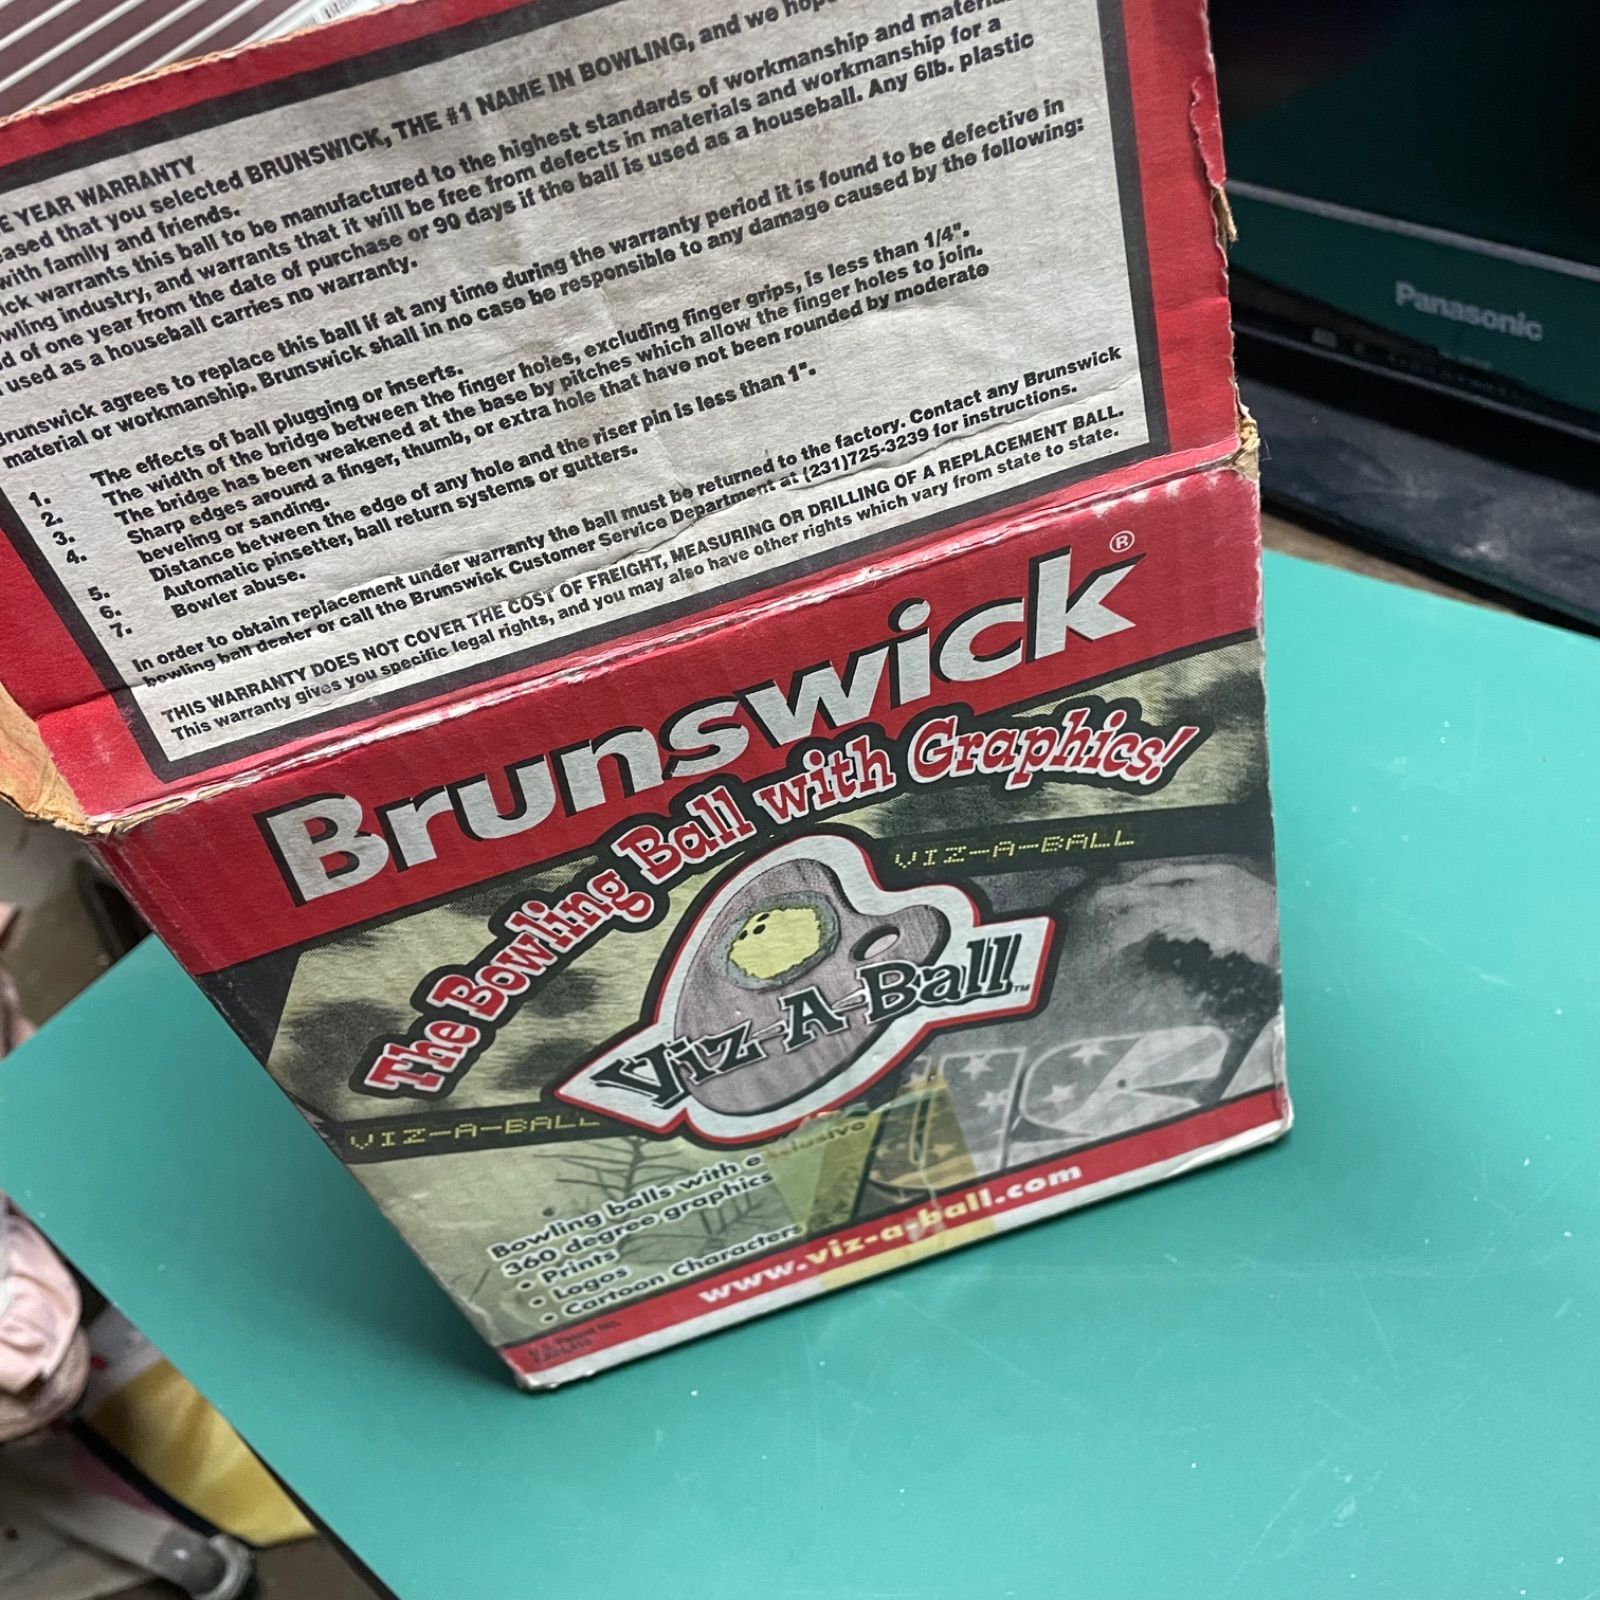 E YEAR WARRANTY
eased that you selected BRUNSWICK, THE #1 NAME IN BOWLING, and we hope
with family and friends.
ick warrants this ball to be manufactured to the highest standards of workmanship and material
wling industry, and warrants that it will be free from defects in materials and workmanship for a
d of one year from the date of purchase or 90 days if the ball is used as a houseball. Any 6lb. plastic
used as a houseball carries no warranty.
Brunswick agrees to replace this ball if at any time during the warranty period it is found to be defective in
material or workmanship. Brunswick shall in no case be responsible to any damage caused by the following:
1. The effects of ball plugging or inserts.
2. The width of the bridge between the finger holes, excluding finger grips, is less than 1/4".
3. The bridge has been weakened at the base by pitches which allow the finger holes to join.
4. Sharp edges around a finger, thumb, or extra hole that have not been rounded by moderate
beveling or sanding.
5. Distance between the edge of any hole and the riser pin is less than 1".
6. Automatic pinsetter, ball return systems or gutters.
7. Bowler abuse.
In order to obtain replacement under warranty the ball must be returned to the factory. Contact any Brunswick
bowling ball dealer or call the Brunswick Customer Service Department at (231)725-3239 for instructions.
THIS WARRANTY DOES NOT COVER THE COST OF FREIGHT, MEASURING OR DRILLING OF A REPLACEMENT BALL.
This warranty gives you specific legal rights, and you may also have other rights which vary from state to state.
Panasonic
Brunswick®
The Bowling Ball with Graphics!
VIZ-A-BALL
Viz-A-Ball™
VIZ-A-BALL
Bowling balls with exclusive
360 degree graphics
• Prints
• Logos
• Cartoon Characters
www.viz-a-ball.com
U.S. Patent No.